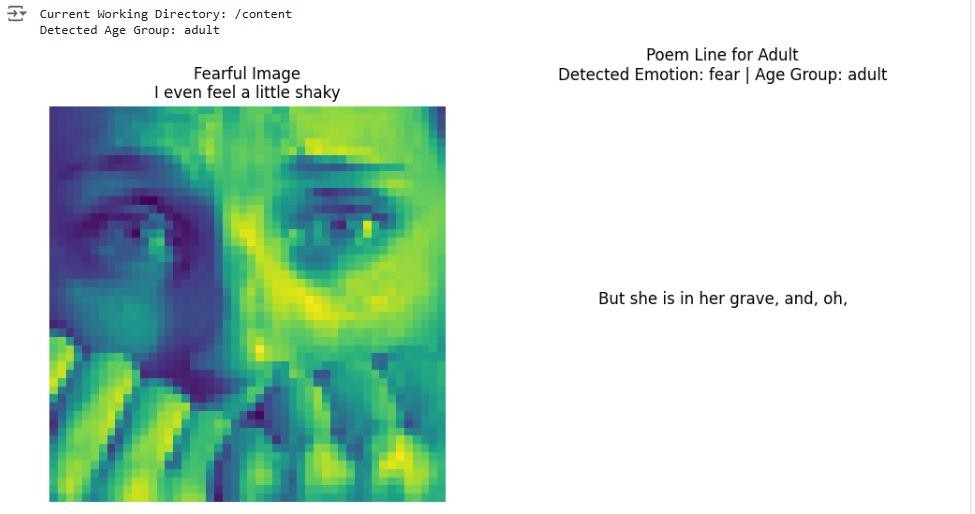 Current Working Directory: /content
Detected Age Group: adult
Fearful Image
I even feel a little shaky
Poem Line for Adult
Detected Emotion: fear | Age Group: adult
But she is in her grave, and, oh,